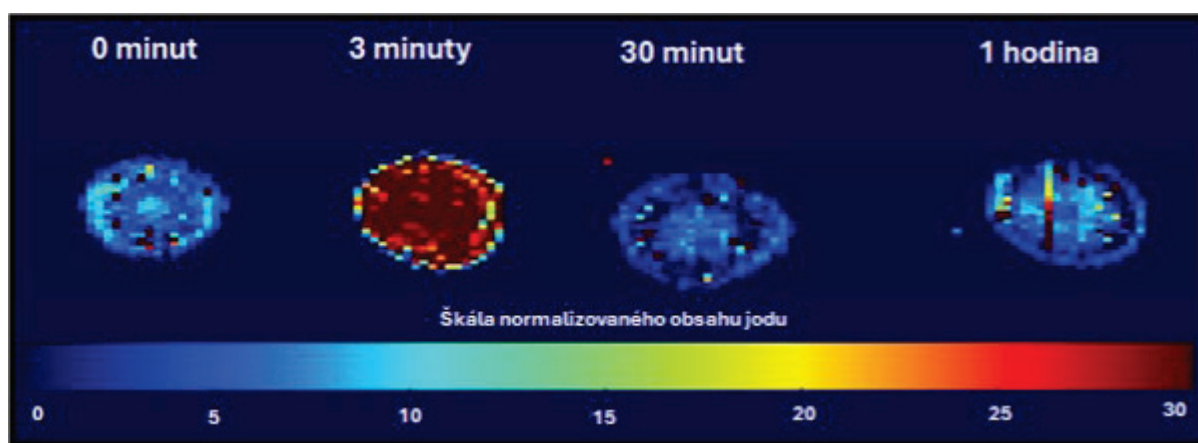 0 minut 3 minuty 30 minut 1 hodina
Škála normalizovaného obsahu jodu
0 5 10 15 20 25 30